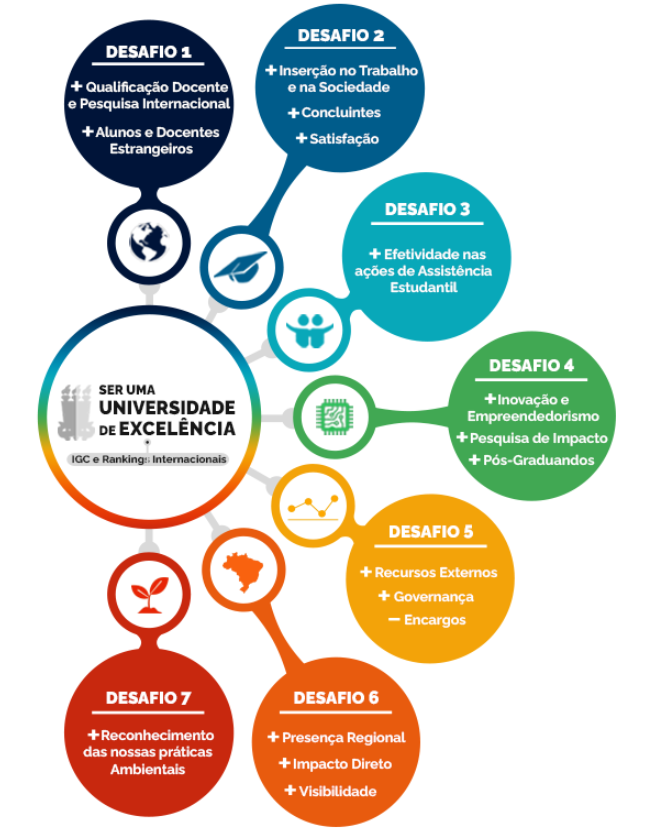 DESAFIO 1
+ Qualificação Docente
e Pesquisa Internacional
+ Alunos e Docentes
Estrangeiros
DESAFIO 2
+ Inserção no Trabalho
e na Sociedade
+ Concluintes
+ Satisfação
DESAFIO 3
+ Efetividade nas
ações de Assistência
Estudantil
DESAFIO 4
+ Inovação e
Empreendedorismo
+ Pesquisa de Impacto
+ Pós-Graduandos
SER UMA
UNIVERSIDADE
DE EXCELÊNCIA
IGC e Rankings Internacionais
DESAFIO 5
+ Recursos Externos
+ Governança
− Encargos
DESAFIO 6
+ Presença Regional
+ Impacto Direto
+ Visibilidade
DESAFIO 7
+ Reconhecimento
das nossas práticas
Ambientais